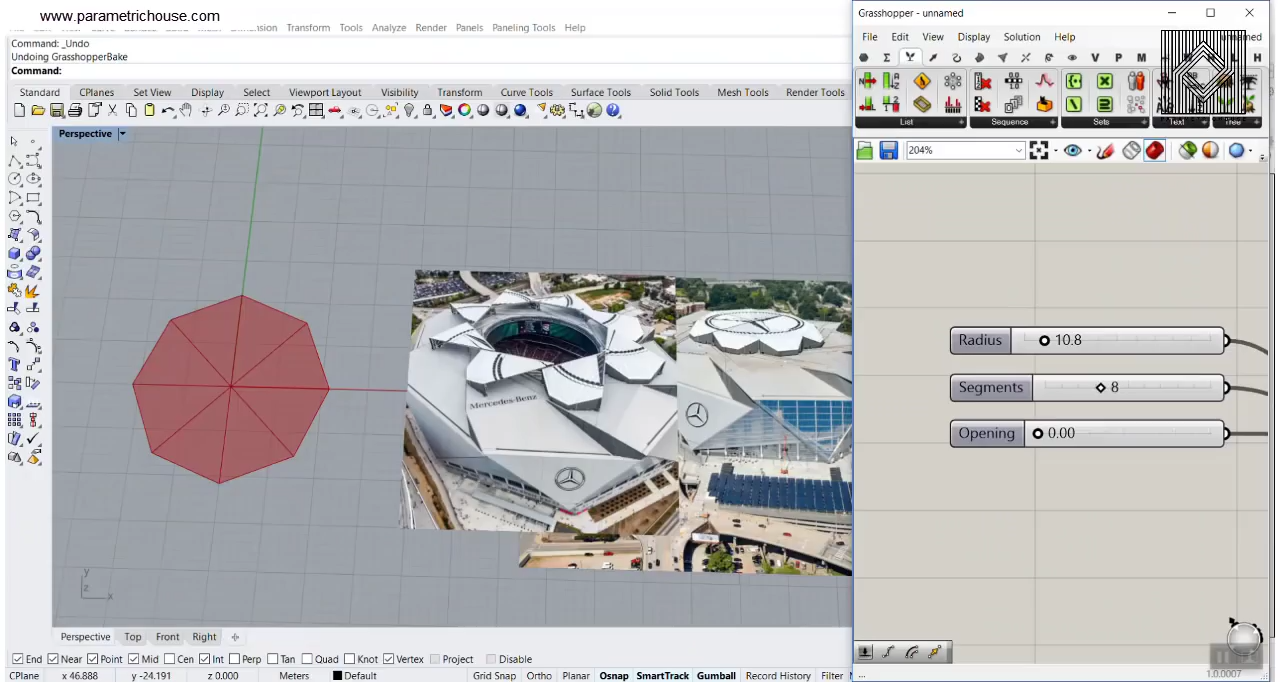 www.parametrichouse.com
Transform Tools Analyze Render Panels Paneling Tools Help
Command: _Undo
Undoing GrasshopperBake
Command:
Standard CPlanes Set View Display Select Viewport Layout Visibility Transform Curve Tools Surface Tools Solid Tools Mesh Tools Render Tools
Perspective
Mercedes-Benz
y
z x
Perspective Top Front Right
End Near Point Mid Cen Int Perp Tan Quad Knot Vertex Project Disable
CPlane x 46.888 y -24.191 z 0.000 Meters Default Grid Snap Ortho Planar Osnap SmartTrack Gumball Record History Filter
Grasshopper - unnamed
File Edit View Display Solution Help
V P M
H
List Sequence Sets Text Tree
204%
Radius 10.8
Segments 8
Opening 0.00
... 1.0.0007